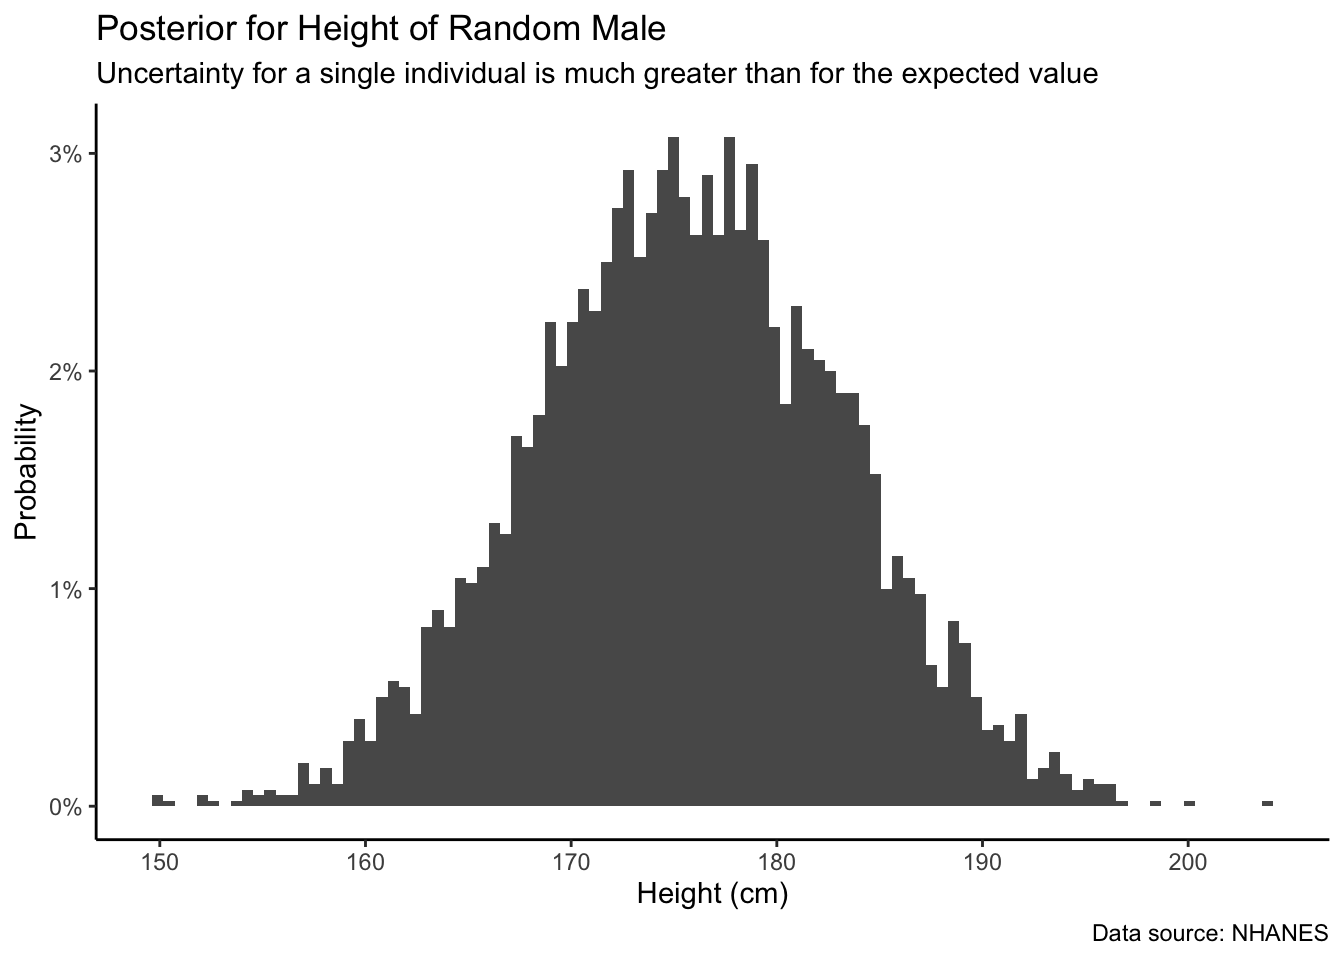 Posterior for Height of Random Male
Uncertainty for a single individual is much greater than for the expected value
3%
2%
1%
0%
Probability
150 160 170 180 190 200
Height (cm)
Data source: NHANES